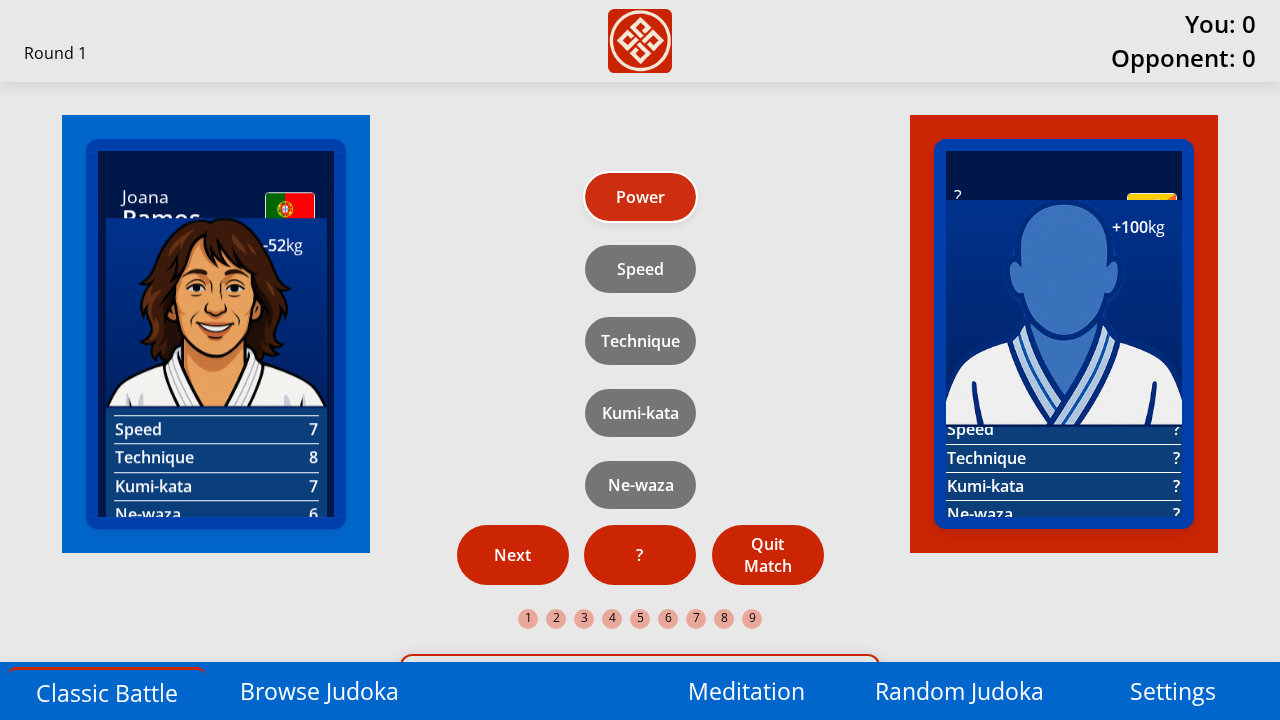 Round 1
You: 0
Opponent: 0
Joana
Ramos
-52kg
Speed 7
Technique 8
Kumi-kata 7
Ne-waza 6
Power
Speed
Technique
Kumi-kata
Ne-waza
Next
?
Quit
Match
1 2 3 4 5 6 7 8 9
?
+100kg
Speed ?
Technique ?
Kumi-kata ?
Ne-waza ?
Classic Battle
Browse Judoka
Meditation
Random Judoka
Settings